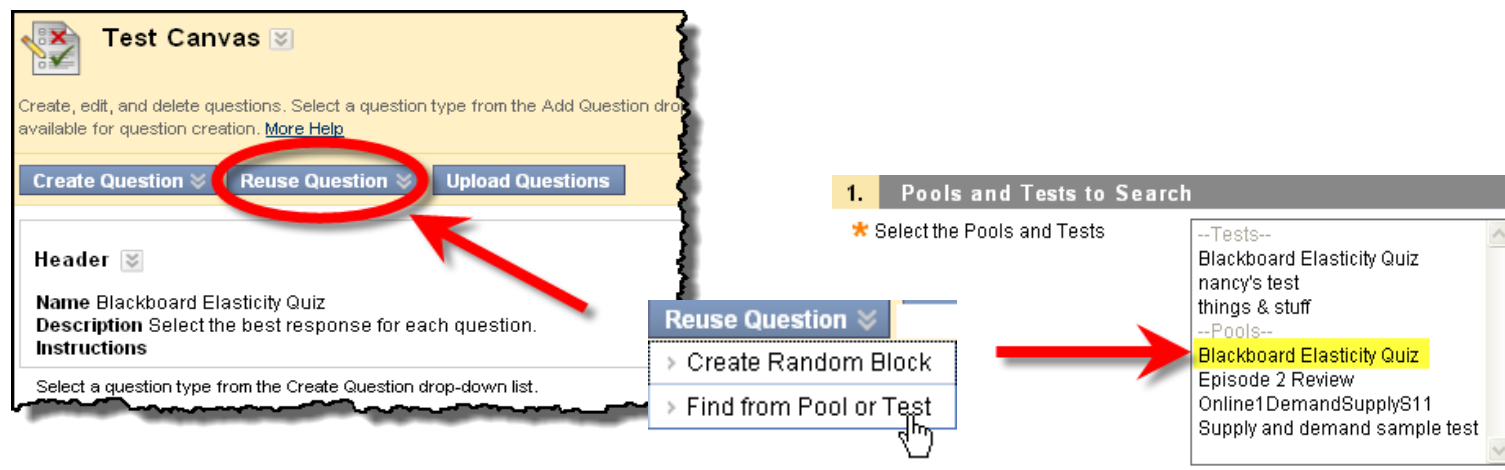 Test Canvas
Create, edit, and delete questions. Select a question type from the Add Question
available for question creation. More Help
Create Question Reuse Question Upload Questions
Header
Name Blackboard Elasticity Quiz
Description Select the best response for each question.
Instructions
Select a question type from the Create Question drop-down list.
Reuse Question
> Create Random Block
> Find from Pool or Test
1. Pools and Tests to Search
* Select the Pools and Tests
--Tests--
Blackboard Elasticity Quiz
nancy's test
things & stuff
--Pools--
Blackboard Elasticity Quiz
Episode 2 Review
Online1DemandSupplyS11
Supply and demand sample test